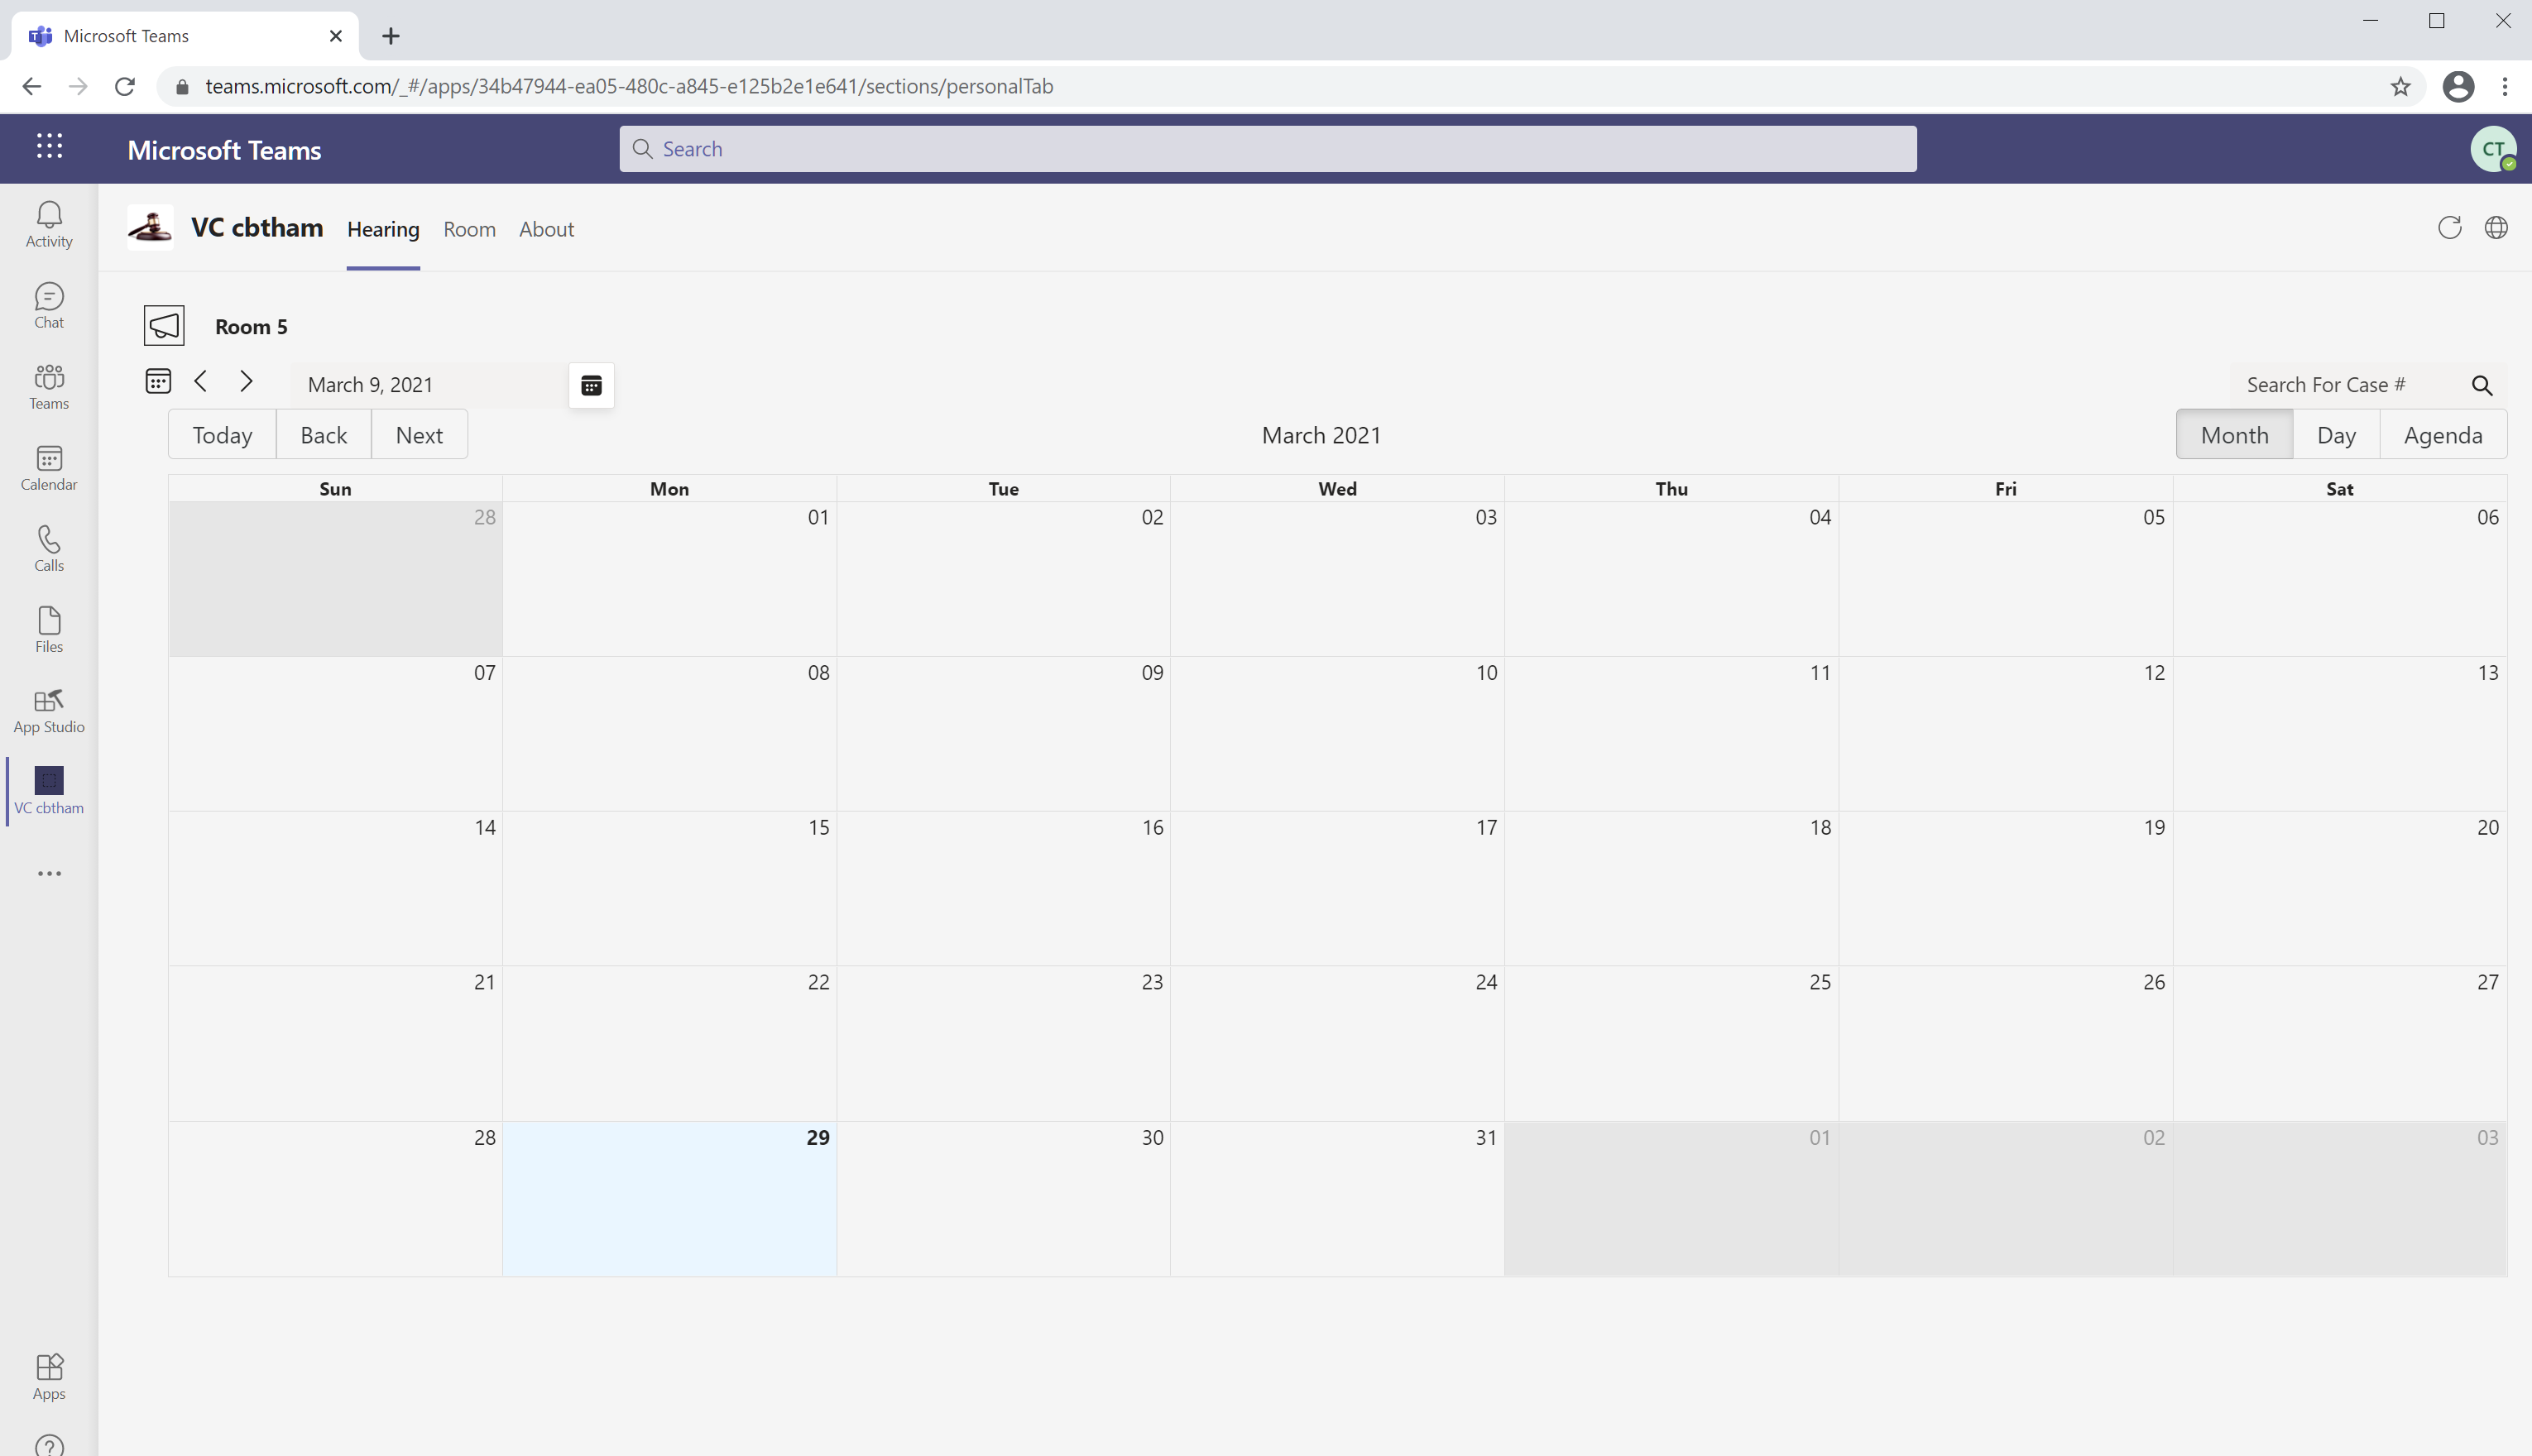 Microsoft Teams
teams.microsoft.com/_#/apps/34b47944-ea05-480c-a845-e125b2e1e641/sections/personalTab
Microsoft Teams
Search
CT
Activity
Chat
Teams
Calendar
Calls
Files
App Studio
VC cbtham
Apps
VC cbtham Hearing Room About
Room 5
March 9, 2021
Search For Case #
Today Back Next
March 2021
Month Day Agenda
Sun Mon Tue Wed Thu Fri Sat
28 01 02 03 04 05 06
07 08 09 10 11 12 13
14 15 16 17 18 19 20
21 22 23 24 25 26 27
28 29 30 31 01 02 03